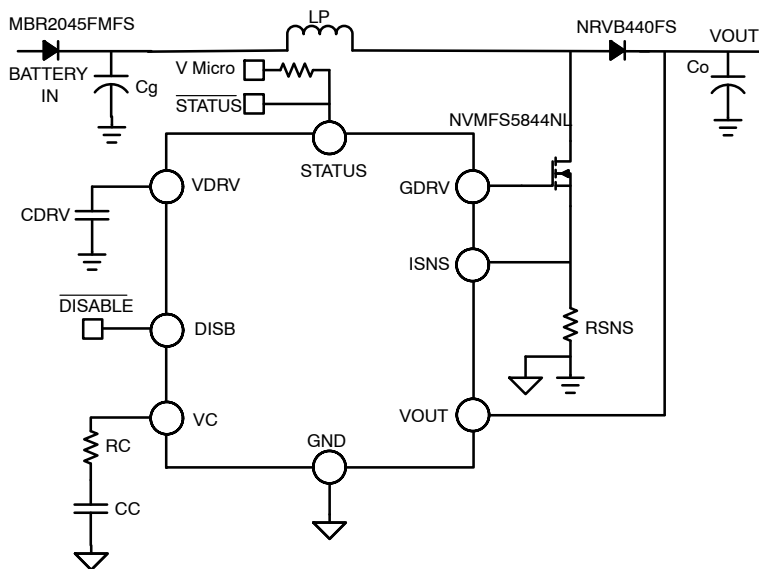 LP
MBR2045FMFS
NRVB440FS
VOUT
BATTERY
IN
Cg
V Micro
STATUS
Co
NVMFS5844NL
STATUS
VDRV
GDRV
CDRV
ISNS
DISABLE
DISB
RSNS
VC
VOUT
RC
GND
CC